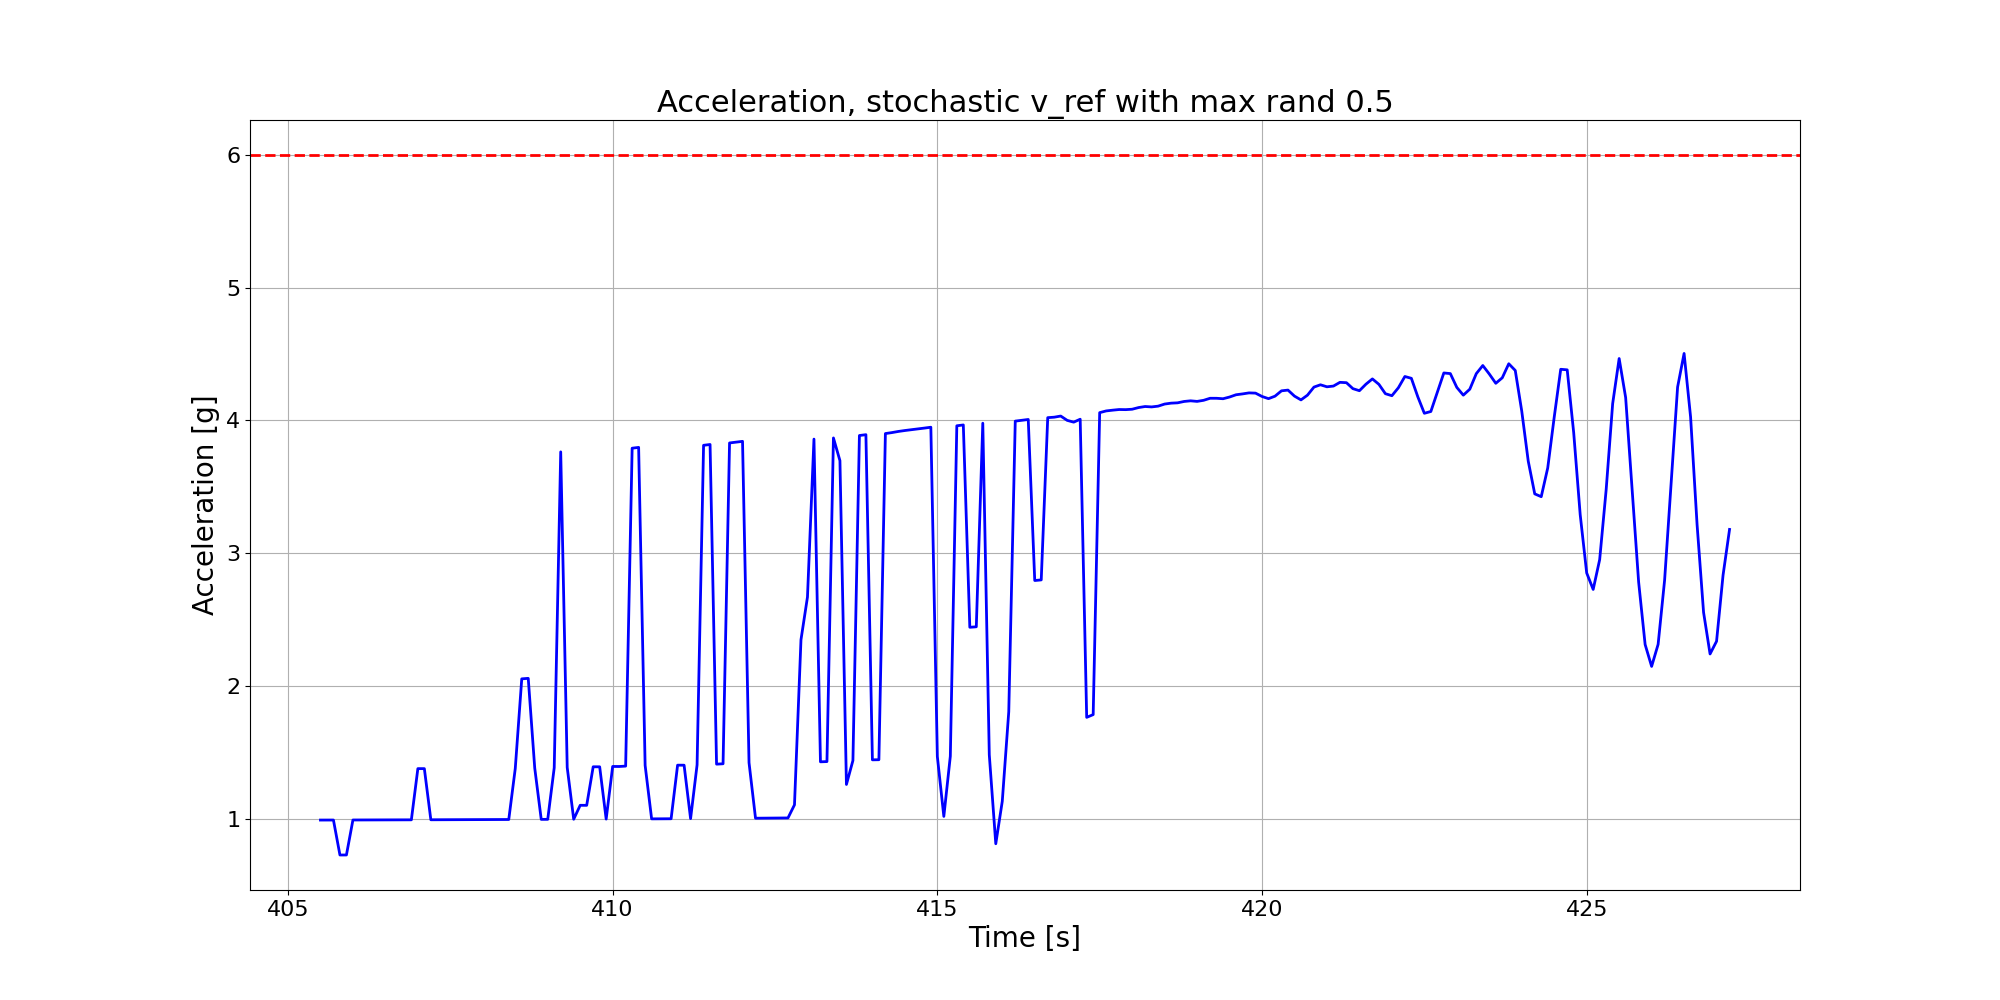 Acceleration, stochastic v_ref with max rand 0.5
6
5
4
3
2
1
Acceleration [g]
405 410 415 420 425
Time [s]